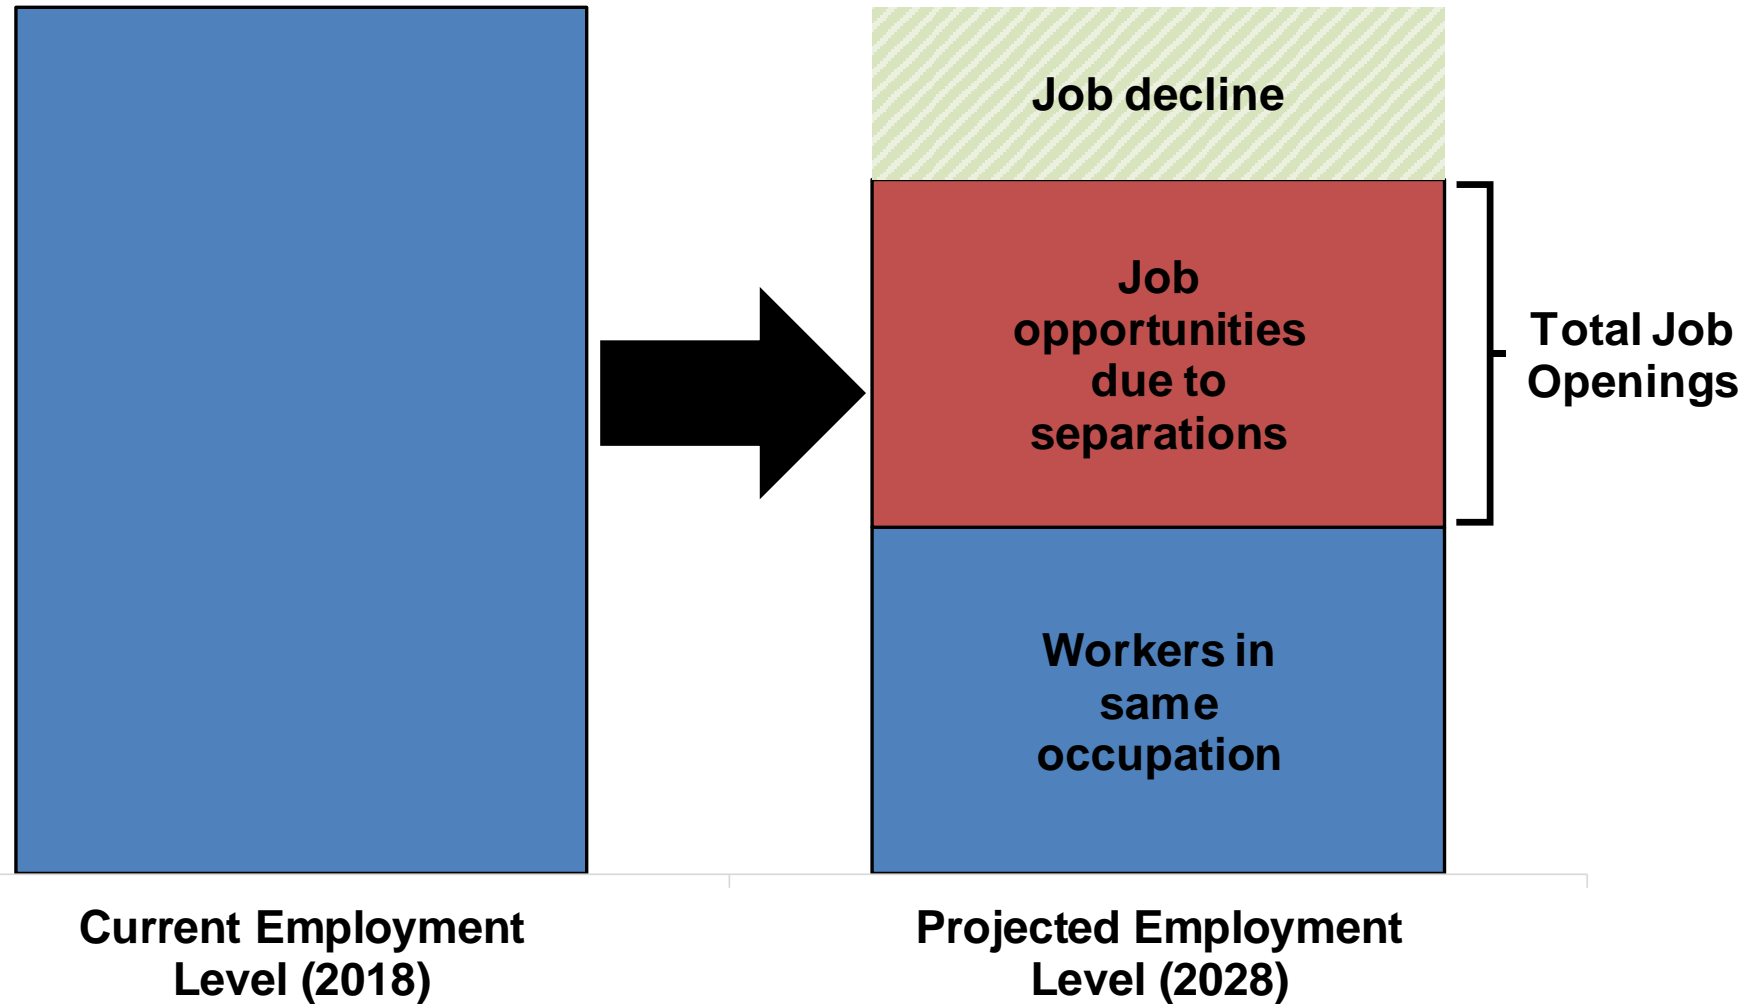 Job decline
Job
opportunities
due to
separations
Total Job
Openings
Workers in
same
occupation
Current Employment
Level (2018)
Projected Employment
Level (2028)